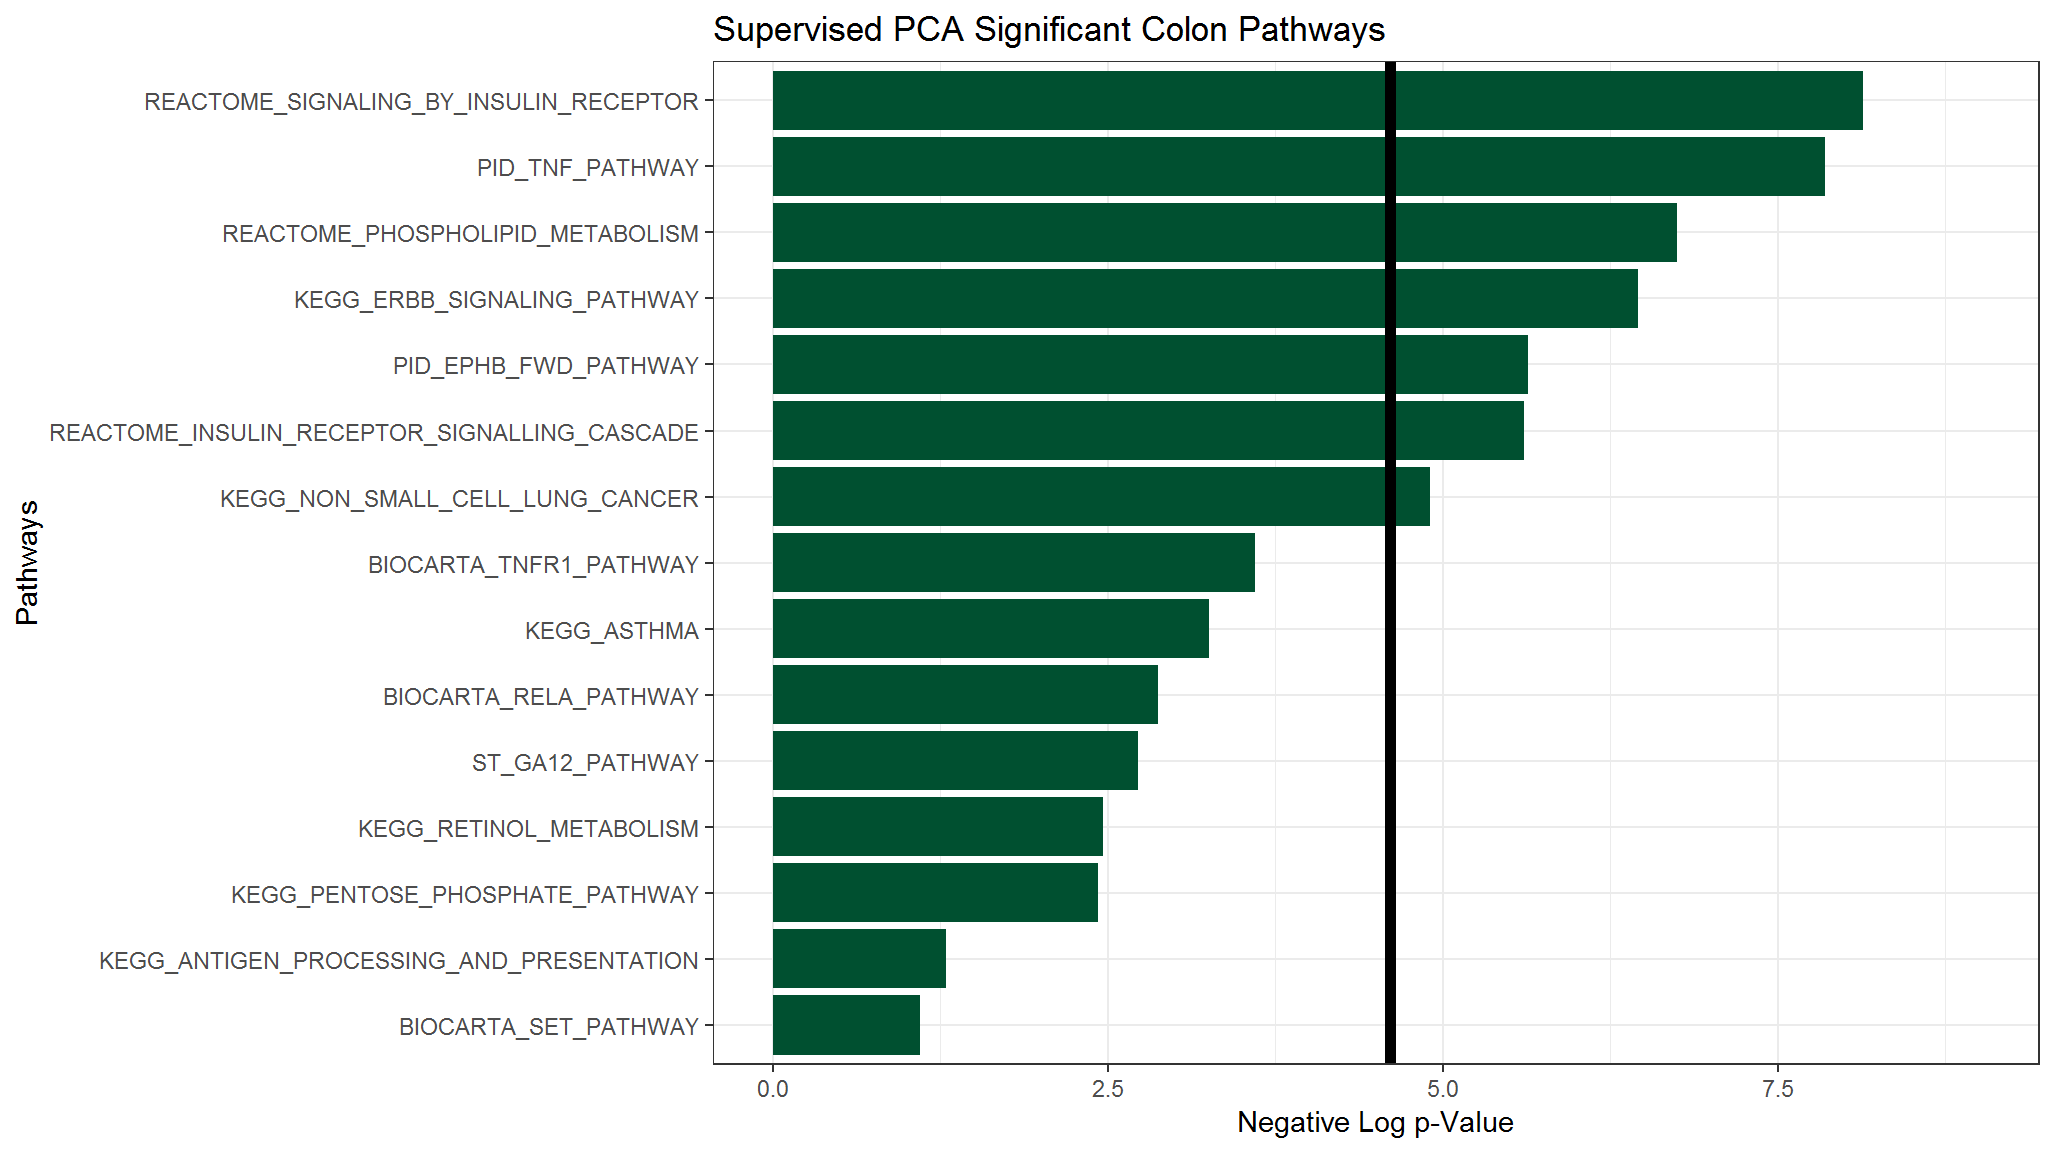 Supervised PCA Significant Colon Pathways
REACTOME_SIGNALING_BY_INSULIN_RECEPTOR
PID_TNF_PATHWAY
REACTOME_PHOSPHOLIPID_METABOLISM
KEGG_ERBB_SIGNALING_PATHWAY
PID_EPHB_FWD_PATHWAY
REACTOME_INSULIN_RECEPTOR_SIGNALLING_CASCADE
KEGG_NON_SMALL_CELL_LUNG_CANCER
BIOCARTA_TNFR1_PATHWAY
KEGG_ASTHMA
BIOCARTA_RELA_PATHWAY
ST_GA12_PATHWAY
KEGG_RETINOL_METABOLISM
KEGG_PENTOSE_PHOSPHATE_PATHWAY
KEGG_ANTIGEN_PROCESSING_AND_PRESENTATION
BIOCARTA_SET_PATHWAY
Pathways
0.0 2.5 5.0 7.5
Negative Log p-Value